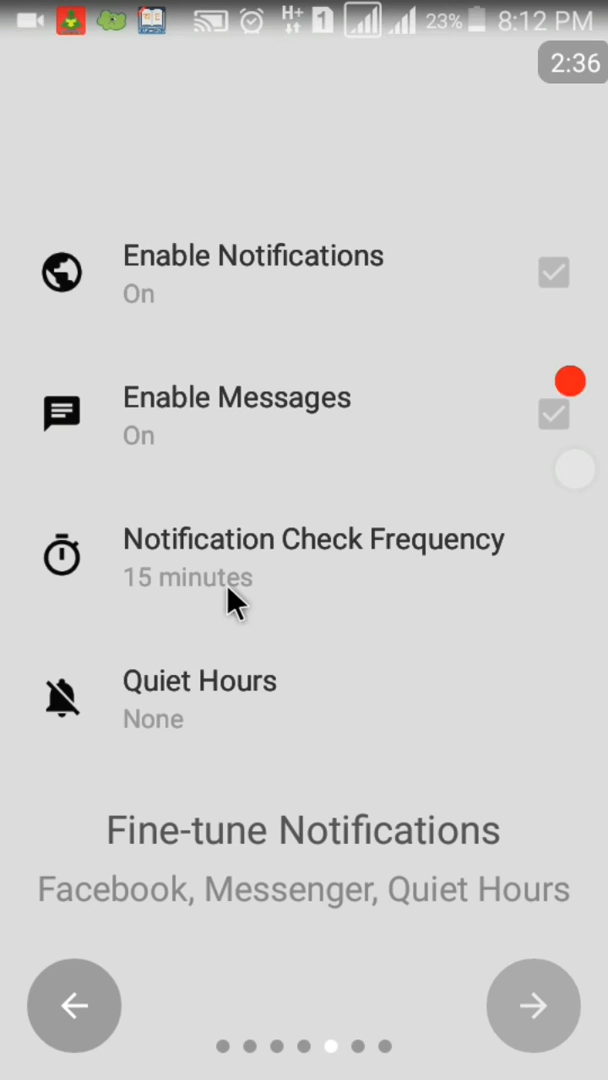 H+ 1 23% 8:12 PM
2:36
Enable Notifications
On
Enable Messages
On
Notification Check Frequency
15 minutes
Quiet Hours
None
Fine-tune Notifications
Facebook, Messenger, Quiet Hours